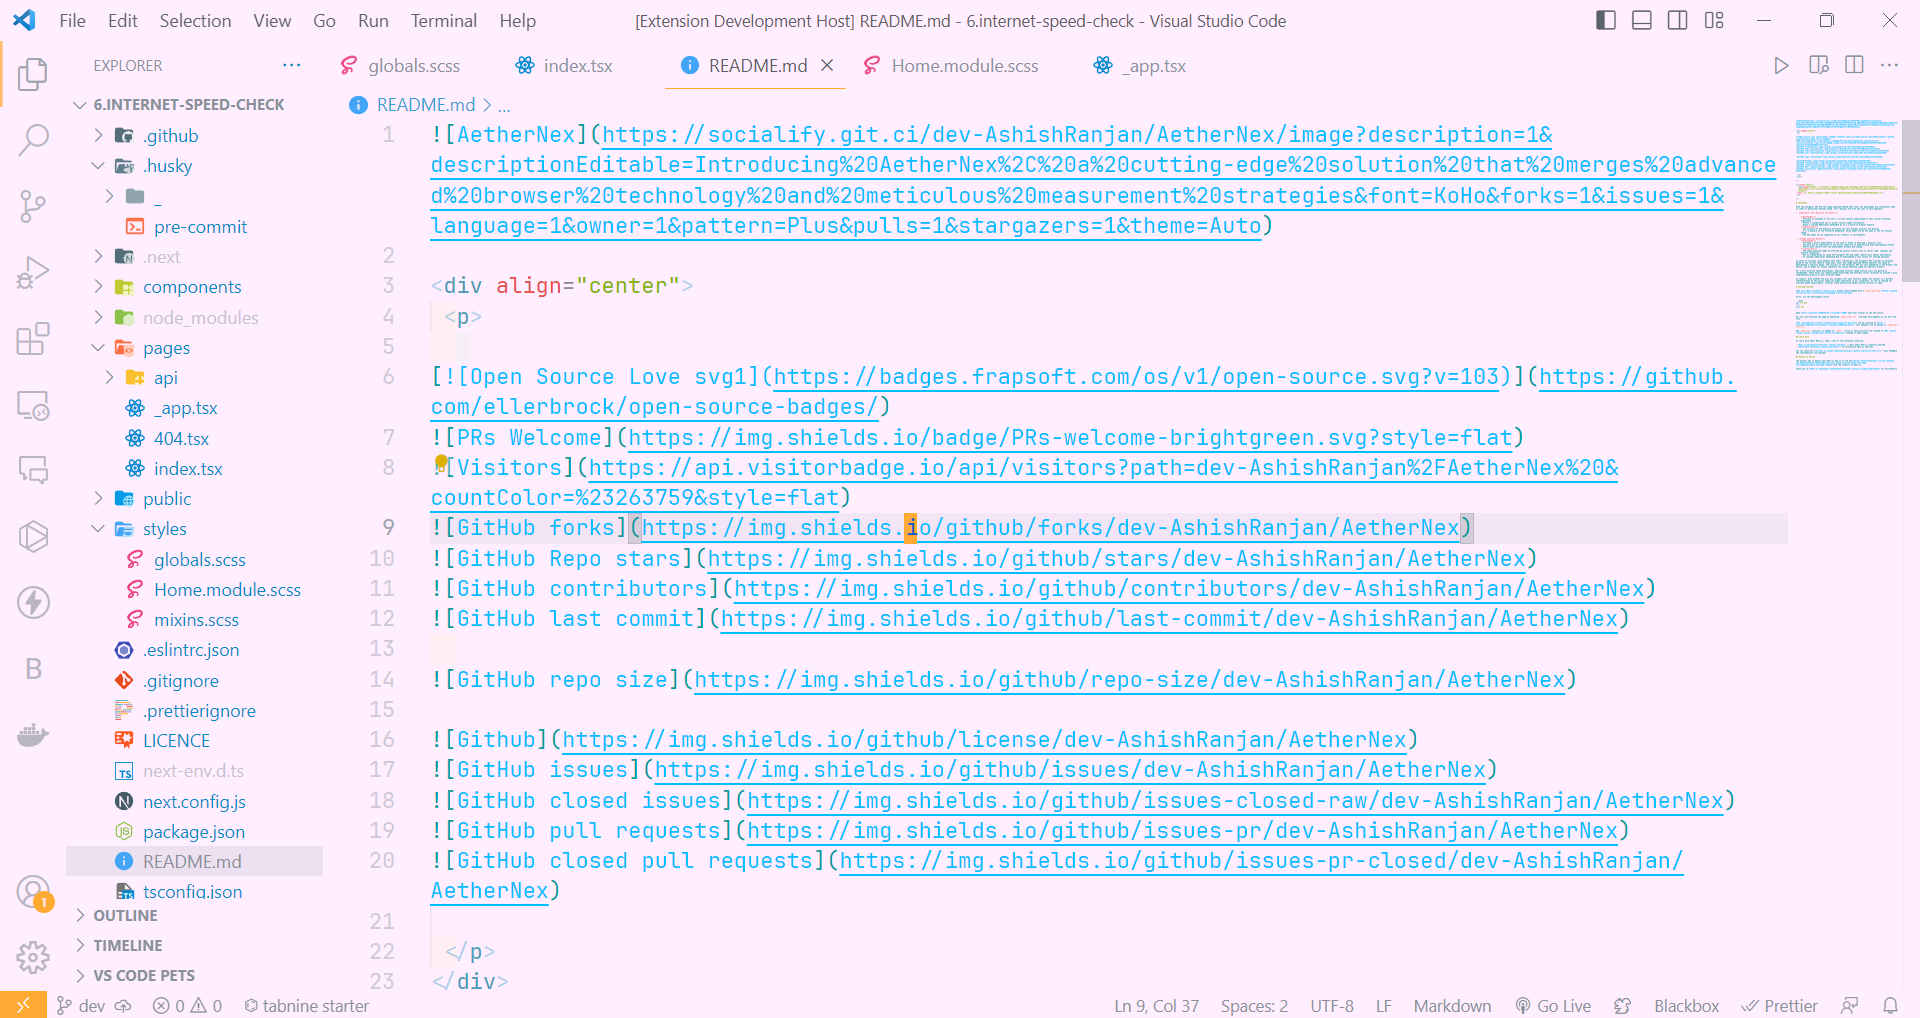 File Edit Selection View Go Run Terminal Help
[Extension Development Host] README.md - 6.internet-speed-check - Visual Studio Code
EXPLORER ...
globals.scss
index.tsx
README.md
Home.module.scss
_app.tsx
6.INTERNET-SPEED-CHECK
.github
.husky
_
pre-commit
.next
components
node_modules
pages
api
_app.tsx
404.tsx
index.tsx
public
styles
globals.scss
Home.module.scss
mixins.scss
.eslintrc.json
.gitignore
.prettierignore
LICENCE
next-env.d.ts
next.config.js
package.json
README.md
tsconfig.json
OUTLINE
TIMELINE
VS CODE PETS
B
1
README.md > ...
1 ![AetherNex](https://socialify.git.ci/dev-AshishRanjan/AetherNex/image?description=1&
descriptionEditable=Introducing%20AetherNex%2C%20a%20cutting-edge%20solution%20that%20merges%20advance
d%20browser%20technology%20and%20meticulous%20measurement%20strategies&font=KoHo&forks=1&issues=1&
language=1&owner=1&pattern=Plus&pulls=1&stargazers=1&theme=Auto)
2
3 <div align="center">
4 <p>
5
6 [![Open Source Love svg1](https://badges.frapsoft.com/os/v1/open-source.svg?v=103)](https://github.
com/ellerbrock/open-source-badges/)
7 ![PRs Welcome](https://img.shields.io/badge/PRs-welcome-brightgreen.svg?style=flat)
8 ![Visitors](https://api.visitorbadge.io/api/visitors?path=dev-AshishRanjan%2FAetherNex%20&
countColor=%23263759&style=flat)
9 ![GitHub forks](https://img.shields.io/github/forks/dev-AshishRanjan/AetherNex)
10 ![GitHub Repo stars](https://img.shields.io/github/stars/dev-AshishRanjan/AetherNex)
11 ![GitHub contributors](https://img.shields.io/github/contributors/dev-AshishRanjan/AetherNex)
12 ![GitHub last commit](https://img.shields.io/github/last-commit/dev-AshishRanjan/AetherNex)
13
14 ![GitHub repo size](https://img.shields.io/github/repo-size/dev-AshishRanjan/AetherNex)
15
16 ![Github](https://img.shields.io/github/license/dev-AshishRanjan/AetherNex)
17 ![GitHub issues](https://img.shields.io/github/issues/dev-AshishRanjan/AetherNex)
18 ![GitHub closed issues](https://img.shields.io/github/issues-closed-raw/dev-AshishRanjan/AetherNex)
19 ![GitHub pull requests](https://img.shields.io/github/issues-pr/dev-AshishRanjan/AetherNex)
20 ![GitHub closed pull requests](https://img.shields.io/github/issues-pr-closed/dev-AshishRanjan/
AetherNex)
21
22 </p>
23 </div>
dev 0 0 tabnine starter
Ln 9, Col 37 Spaces: 2 UTF-8 LF Markdown Go Live Blackbox Prettier